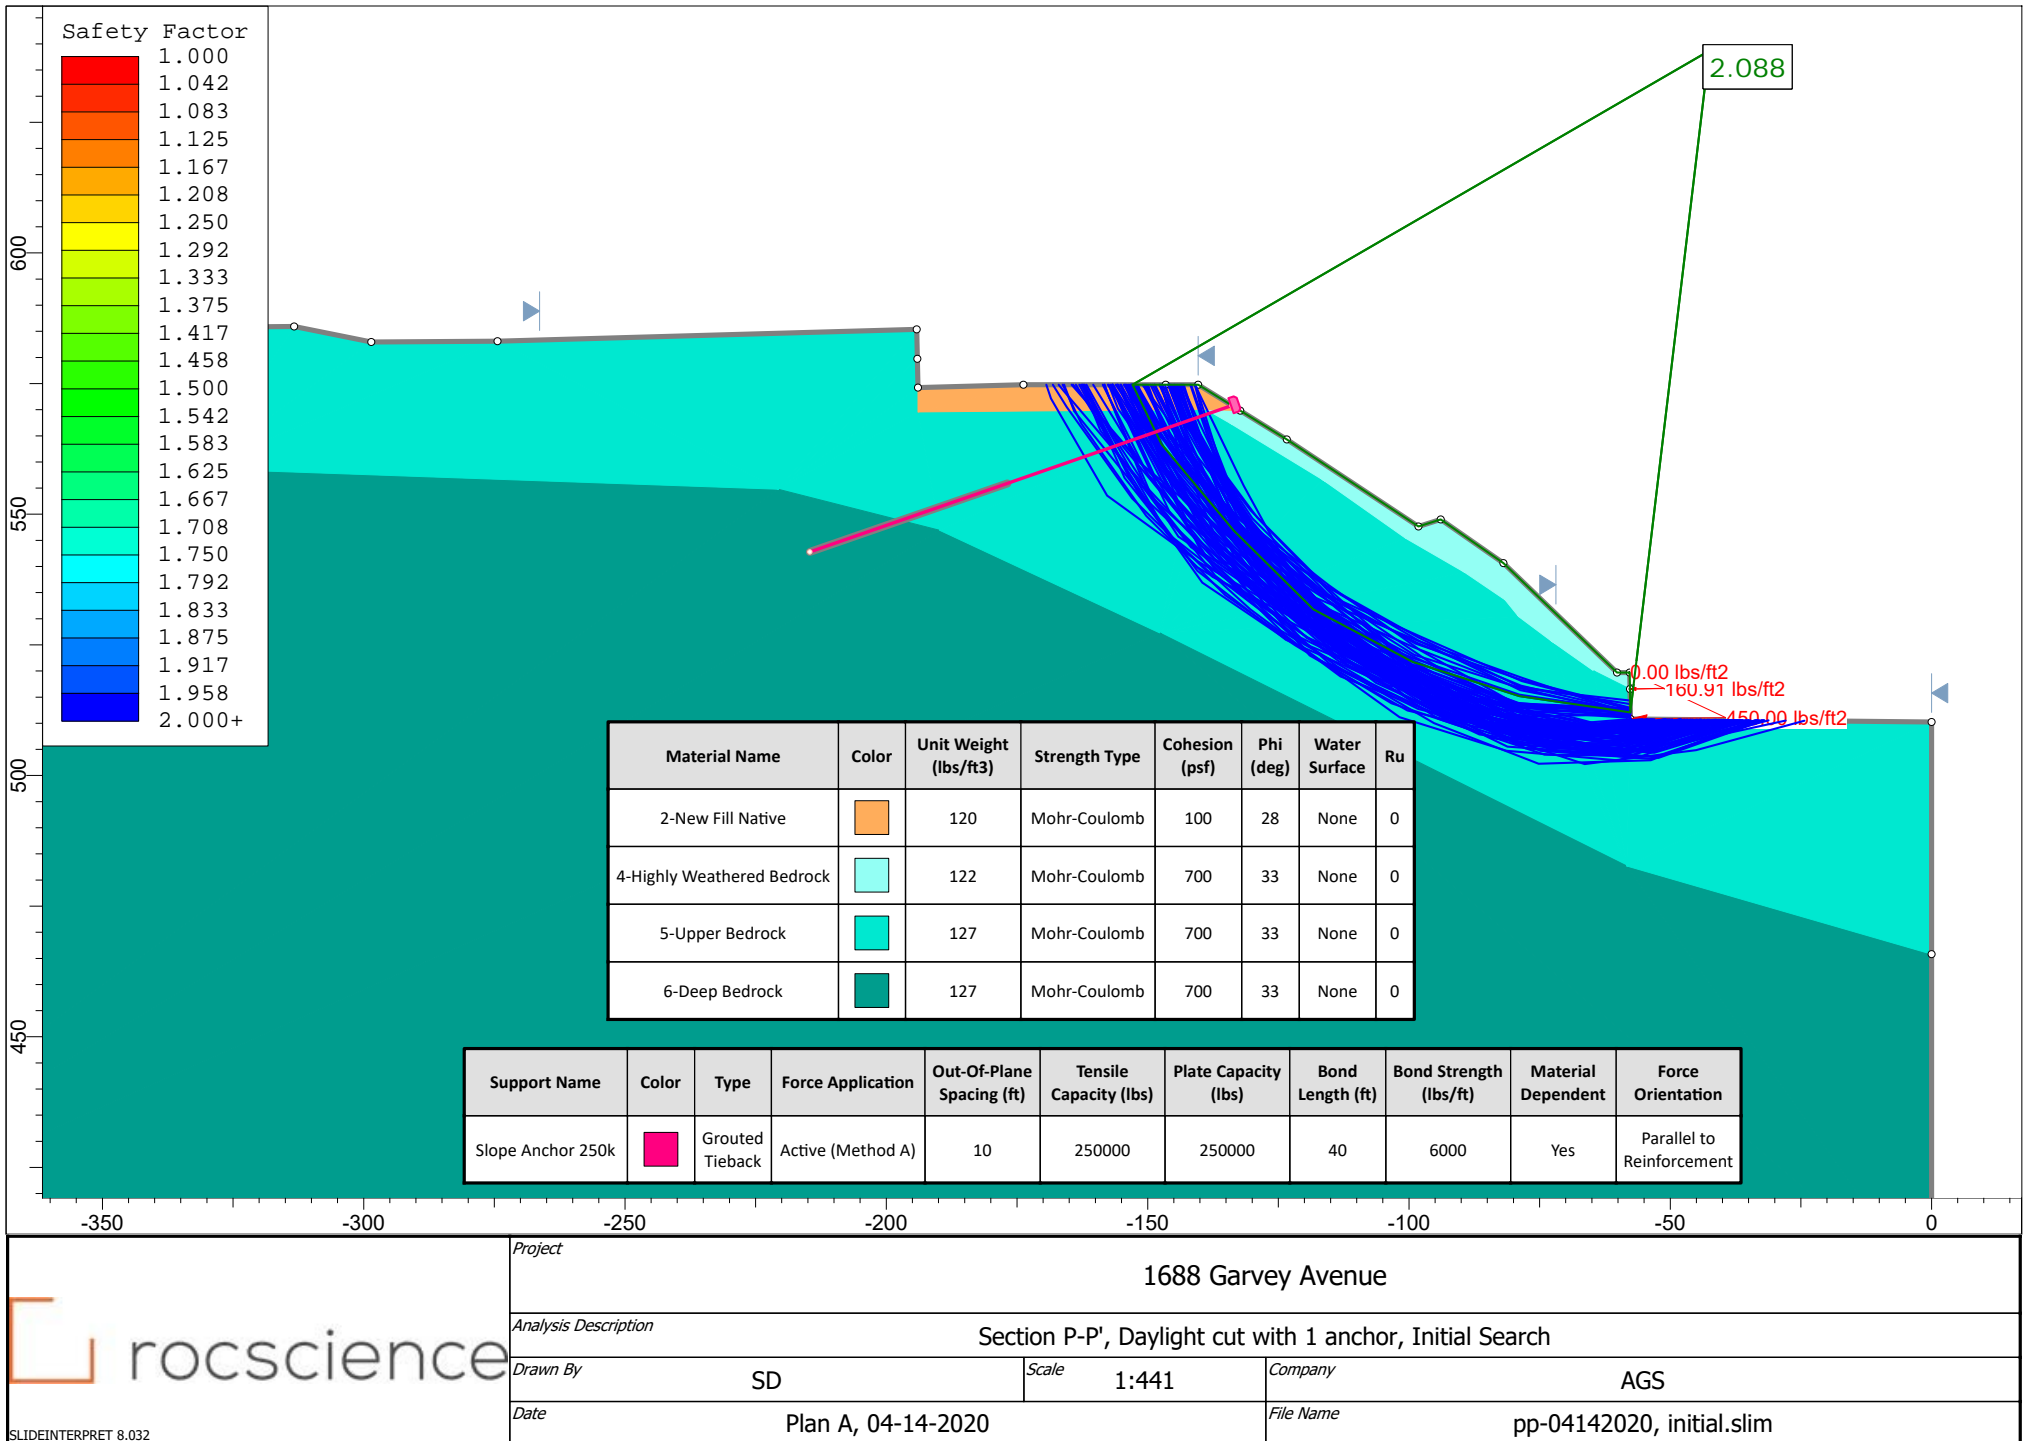 Safety Factor
1.000
1.042
1.083
1.125
1.167
1.208
1.250
1.292
1.333
1.375
1.417
1.458
1.500
1.542
1.583
1.625
1.667
1.708
1.750
1.792
1.833
1.875
1.917
1.958
2.000+
2.088
600
550
500
450
0.00 lbs/ft2
160.91 lbs/ft2
450.00 lbs/ft2
Material Name Color Unit Weight (lbs/ft3) Strength Type Cohesion (psf) Phi (deg) Water Surface Ru
2-New Fill Native 120 Mohr-Coulomb 100 28 None 0
4-Highly Weathered Bedrock 122 Mohr-Coulomb 700 33 None 0
5-Upper Bedrock 127 Mohr-Coulomb 700 33 None 0
6-Deep Bedrock 127 Mohr-Coulomb 700 33 None 0
Support Name Color Type Force Application Out-Of-Plane Spacing (ft) Tensile Capacity (lbs) Plate Capacity (lbs) Bond Length (ft) Bond Strength (lbs/ft) Material Dependent Force Orientation
Slope Anchor 250k Grouted Tieback Active (Method A) 10 250000 250000 40 6000 Yes Parallel to Reinforcement
-350 -300 -250 -200 -150 -100 -50 0
rocscience
SLIDEINTERPRET 8.032
Project
1688 Garvey Avenue
Analysis Description
Section P-P', Daylight cut with 1 anchor, Initial Search
Drawn By SD Scale 1:441 Company AGS
Date Plan A, 04-14-2020 File Name pp-04142020, initial.slim